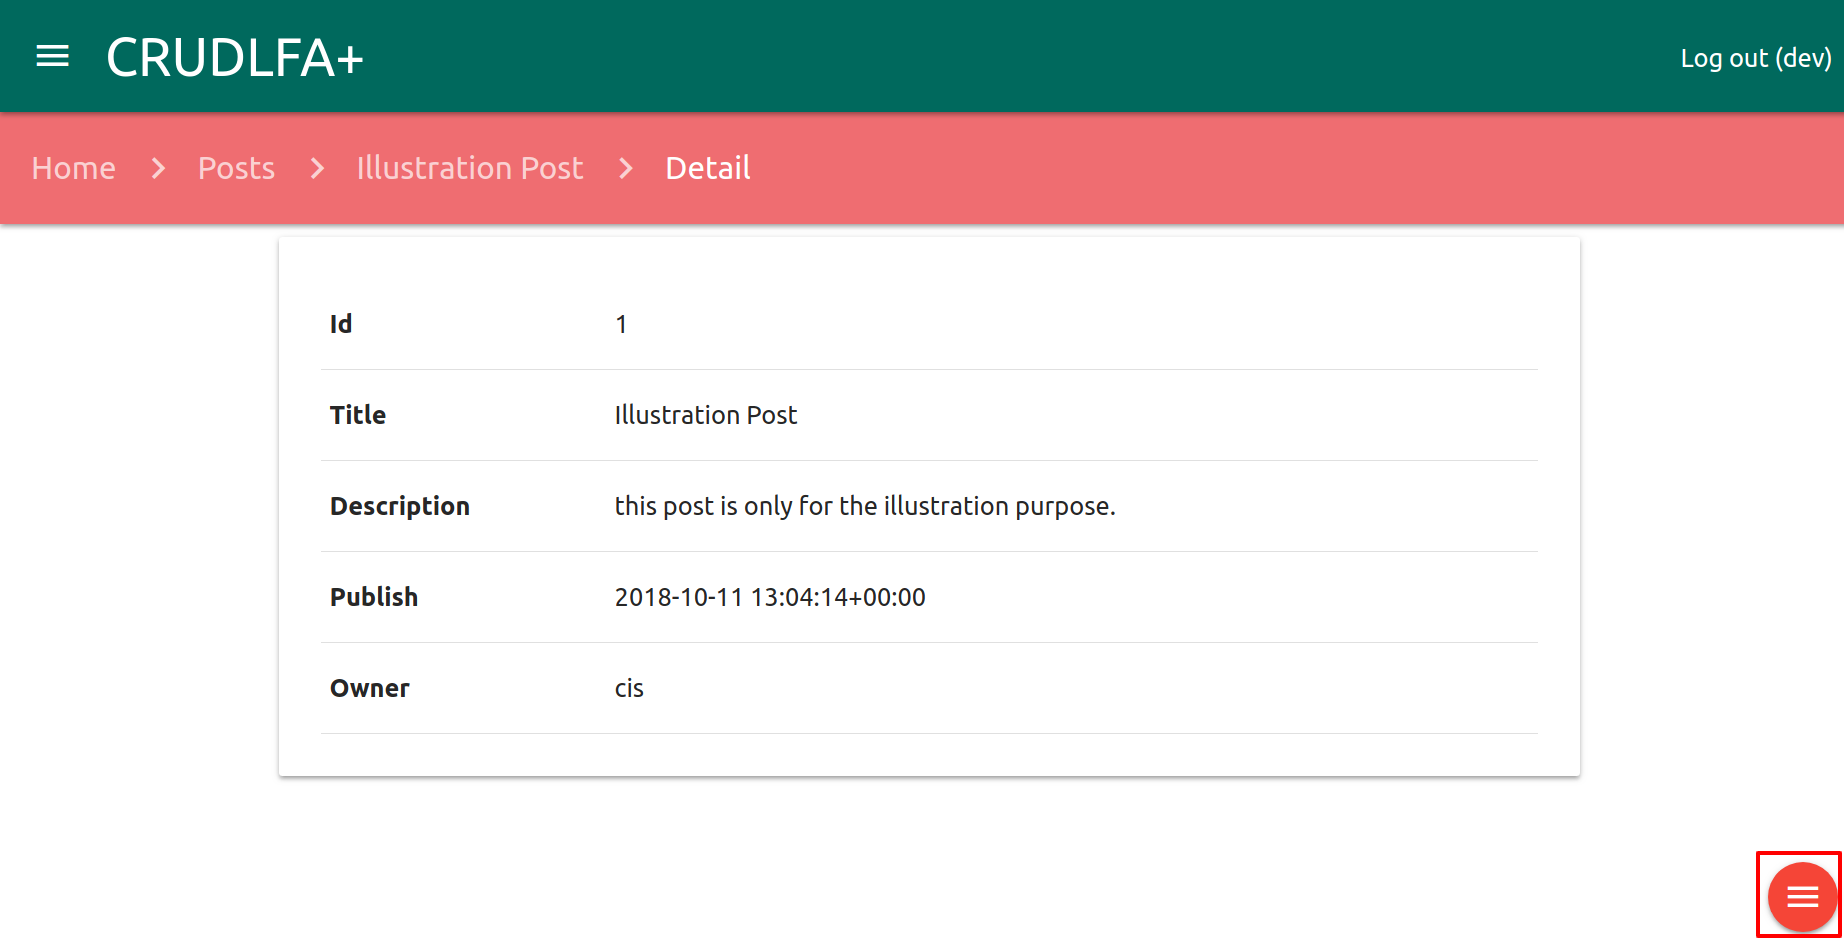 CRUDLFA+
Log out (dev)
Home > Posts > Illustration Post > Detail
Id 1
Title Illustration Post
Description this post is only for the illustration purpose.
Publish 2018-10-11 13:04:14+00:00
Owner cis